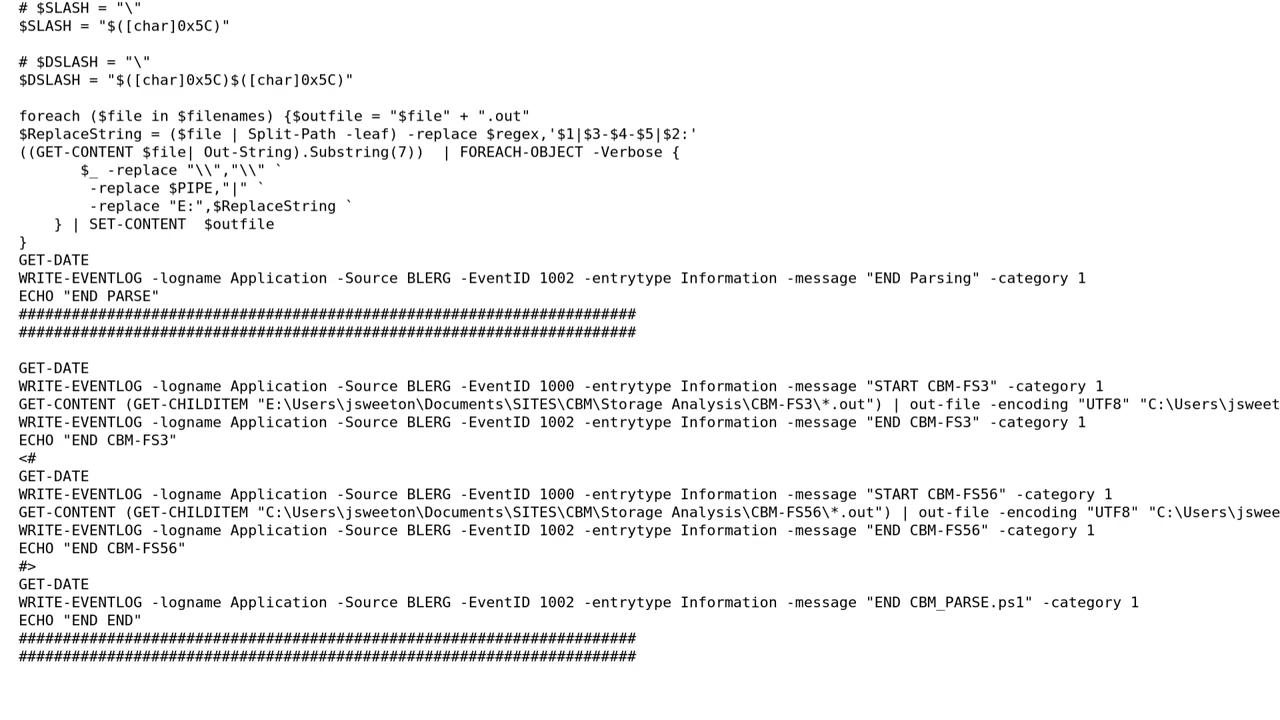 # $SLASH = "\"
$SLASH = "$([char]0x5C)"

# $DSLASH = "\"
$DSLASH = "$([char]0x5C)$([char]0x5C)"

foreach ($file in $filenames) {$outfile = "$file" + ".out"
$ReplaceString = ($file | Split-Path -leaf) -replace $regex,'$1|$3-$4-$5|$2:'
((GET-CONTENT $file| Out-String).Substring(7))  | FOREACH-OBJECT -Verbose {
       $_ -replace "\\","\\" `
        -replace $PIPE,"|" `
        -replace "E:",$ReplaceString `
    } | SET-CONTENT  $outfile
}
GET-DATE
WRITE-EVENTLOG -logname Application -Source BLERG -EventID 1002 -entrytype Information -message "END Parsing" -category 1
ECHO "END PARSE"
######################################################################
######################################################################

GET-DATE
WRITE-EVENTLOG -logname Application -Source BLERG -EventID 1000 -entrytype Information -message "START CBM-FS3" -category 1
GET-CONTENT (GET-CHILDITEM "E:\Users\jsweeton\Documents\SITES\CBM\Storage Analysis\CBM-FS3\*.out") | out-file -encoding "UTF8" "C:\Users\jsweet
WRITE-EVENTLOG -logname Application -Source BLERG -EventID 1002 -entrytype Information -message "END CBM-FS3" -category 1
ECHO "END CBM-FS3"
<#
GET-DATE
WRITE-EVENTLOG -logname Application -Source BLERG -EventID 1000 -entrytype Information -message "START CBM-FS56" -category 1
GET-CONTENT (GET-CHILDITEM "C:\Users\jsweeton\Documents\SITES\CBM\Storage Analysis\CBM-FS56\*.out") | out-file -encoding "UTF8" "C:\Users\jswee
WRITE-EVENTLOG -logname Application -Source BLERG -EventID 1002 -entrytype Information -message "END CBM-FS56" -category 1
ECHO "END CBM-FS56"
#>
GET-DATE
WRITE-EVENTLOG -logname Application -Source BLERG -EventID 1002 -entrytype Information -message "END CBM_PARSE.ps1" -category 1
ECHO "END END"
######################################################################
######################################################################